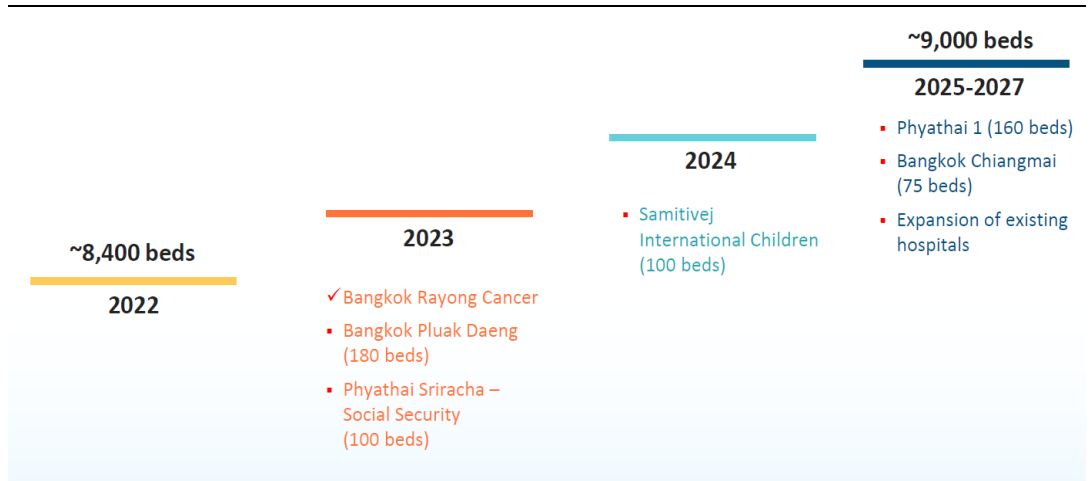 ~8,400 beds
2022
2023
✓Bangkok Rayong Cancer
▪ Bangkok Pluak Daeng
(180 beds)
▪ Phyathai Sriracha –
Social Security
(100 beds)
2024
▪ Samitivej
International Children
(100 beds)
~9,000 beds
2025-2027
▪ Phyathai 1 (160 beds)
▪ Bangkok Chiangmai
(75 beds)
▪ Expansion of existing
hospitals